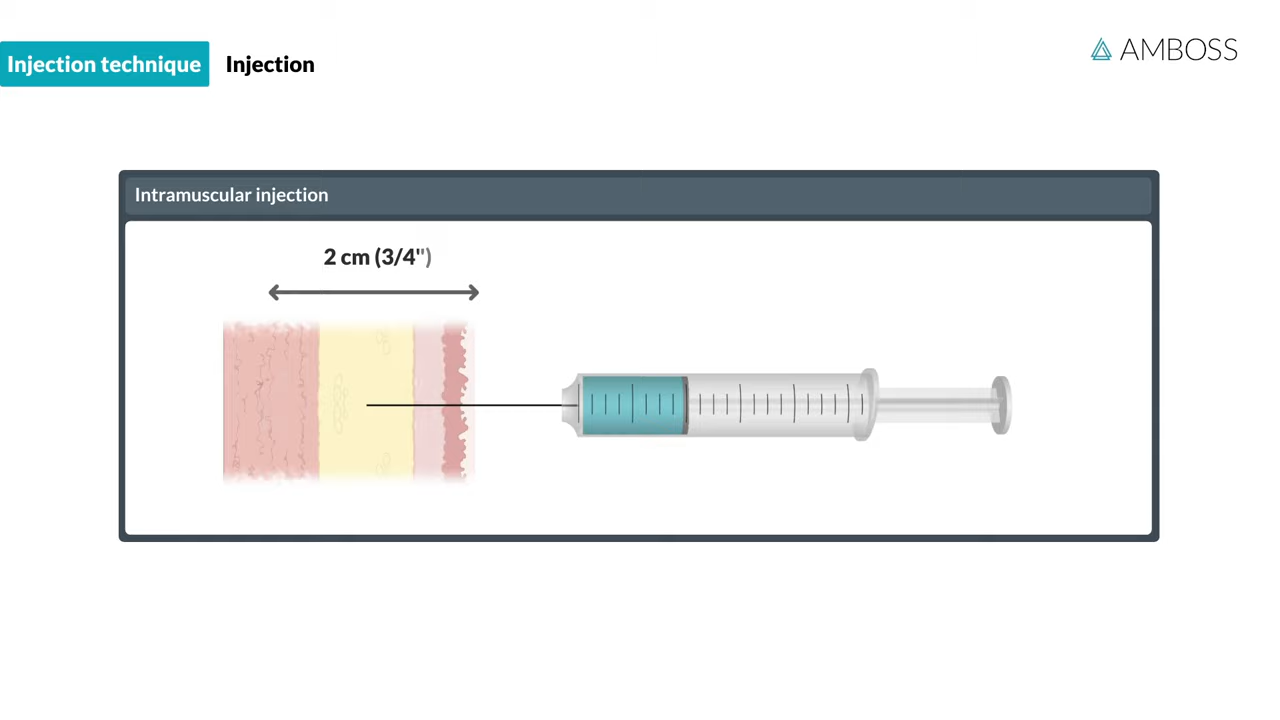 Injection technique
Injection
AMBOSS
Intramuscular injection
2 cm (3/4")